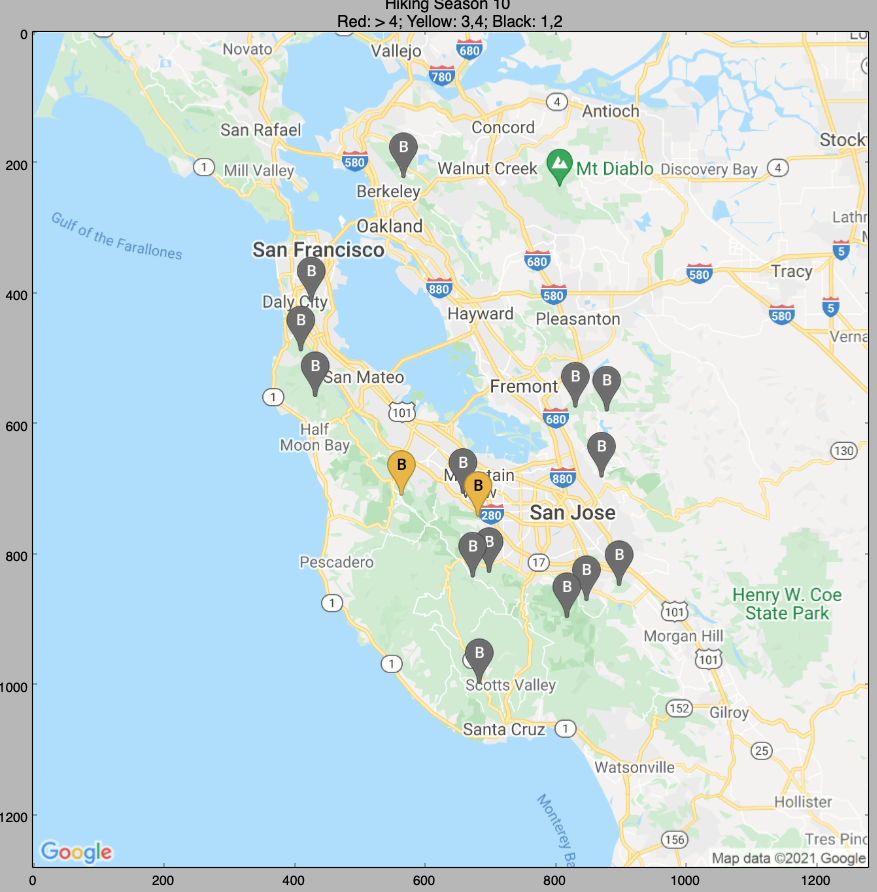 Hiking Season 10
Red: > 4; Yellow: 3,4; Black: 1,2
0
200
400
600
800
1000
1200
Novato
Vallejo
680
780
4
Antioch
Concord
San Rafael
580
B
Stock
1
Mill Valley
Walnut Creek
Mt Diablo
Discovery Bay
4
Berkeley
Oakland
Gulf of the Farallones
Lathr
San Francisco
680
5
B
580
Tracy
880
580
Daly City
5
Hayward
Pleasanton
580
B
Verna
B
San Mateo
B
B
Fremont
1
101
680
Half
Moon Bay
B
130
B
B
Mountain
View
880
B
280
San Jose
B
B
B
Pescadero
17
B
B
Henry W. Coe
State Park
1
101
Morgan Hill
B
1
101
Scotts Valley
152
Gilroy
Santa Cruz
1
25
Watsonville
Hollister
Monterey Ba
156
Tres Pino
Google
Map data ©2021 Google
0
200
400
600
800
1000
1200